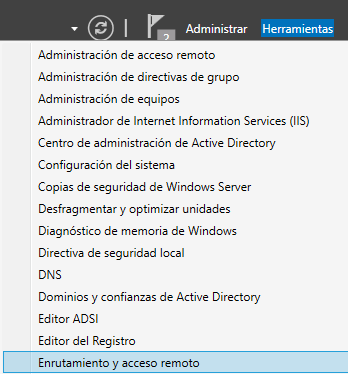 2
Administrar
Herramientas
Administración de acceso remoto
Administración de directivas de grupo
Administración de equipos
Administrador de Internet Information Services (IIS)
Centro de administración de Active Directory
Configuración del sistema
Copias de seguridad de Windows Server
Desfragmentar y optimizar unidades
Diagnóstico de memoria de Windows
Directiva de seguridad local
DNS
Dominios y confianzas de Active Directory
Editor ADSI
Editor del Registro
Enrutamiento y acceso remoto